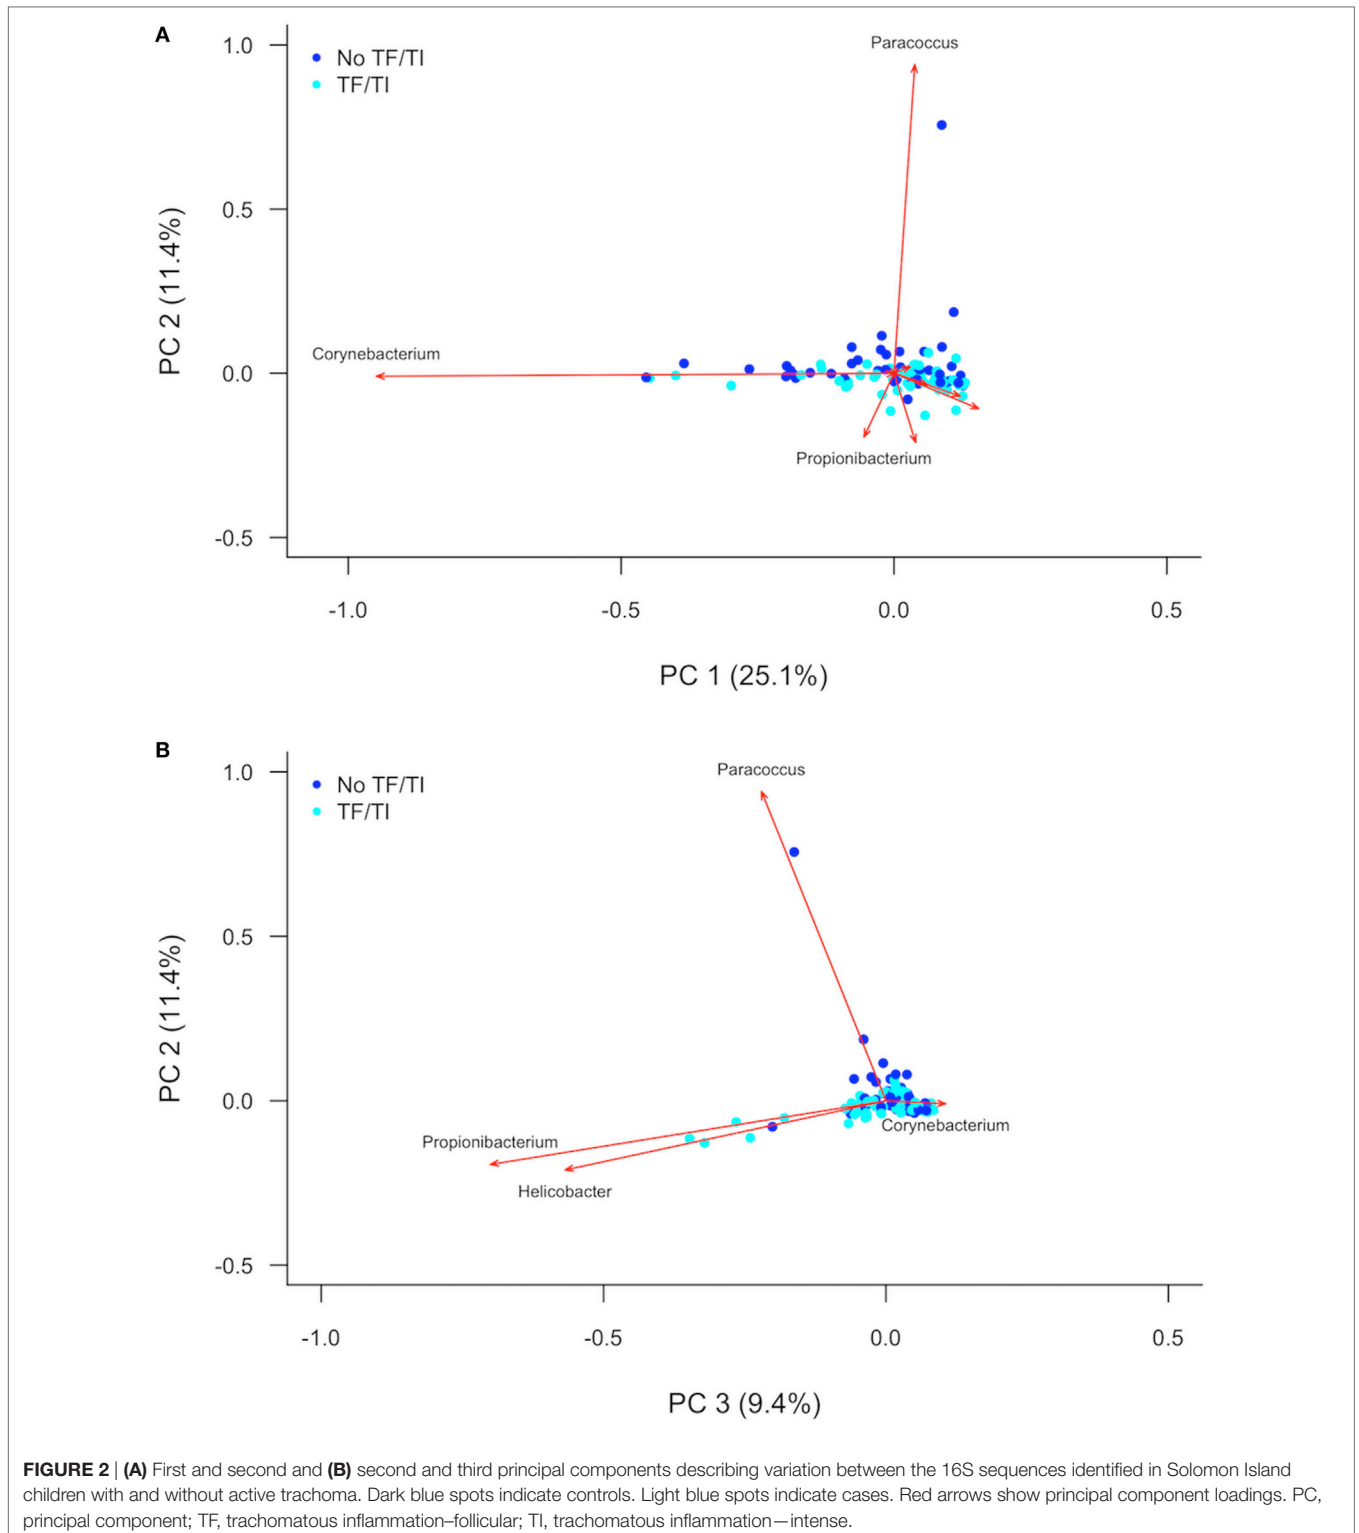 A
No TF/TI
TF/TI
Paracoccus
Corynebacterium
Propionibacterium
1.0
0.5
0.0
-0.5
PC 2 (11.4%)
-1.0
-0.5
0.0
0.5
PC 1 (25.1%)
B
No TF/TI
TF/TI
Paracoccus
Propionibacterium
Helicobacter
Corynebacterium
1.0
0.5
0.0
-0.5
PC 2 (11.4%)
-1.0
-0.5
0.0
0.5
PC 3 (9.4%)
FIGURE 2 | (A) First and second and (B) second and third principal components describing variation between the 16S sequences identified in Solomon Island
children with and without active trachoma. Dark blue spots indicate controls. Light blue spots indicate cases. Red arrows show principal component loadings. PC,
principal component; TF, trachomatous inflammation–follicular; TI, trachomatous inflammation—intense.